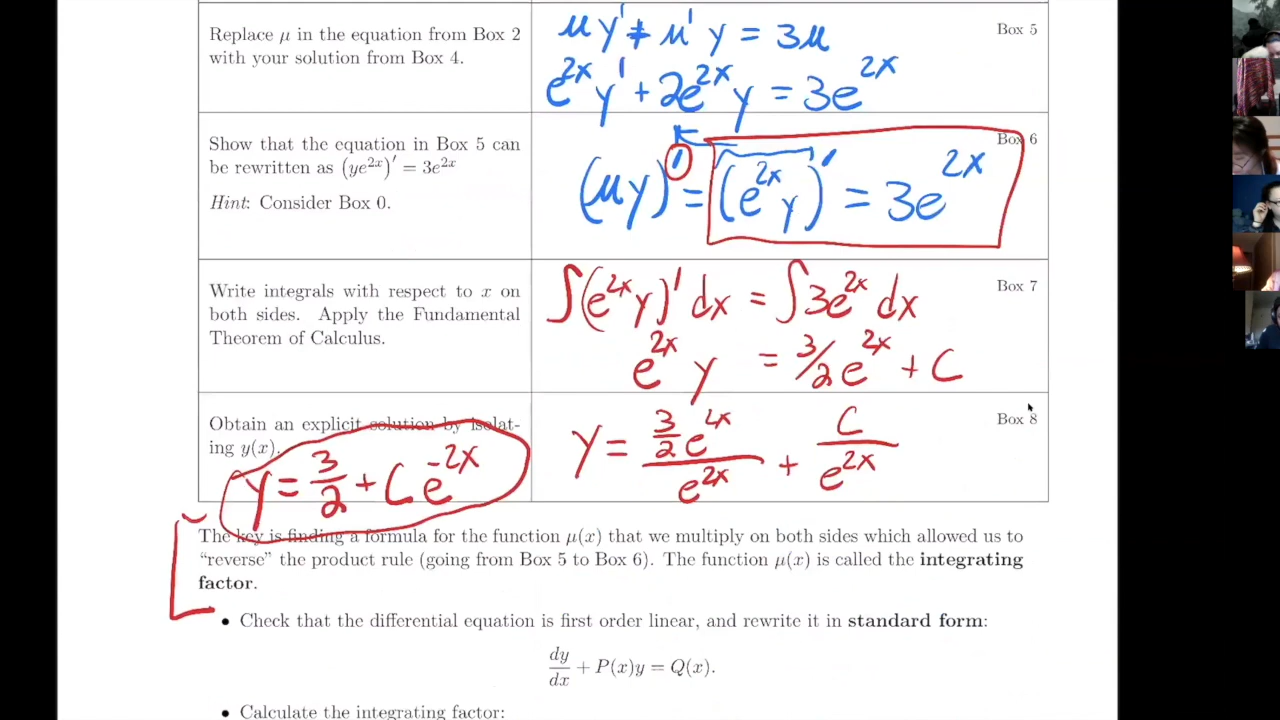 Replace μ in the equation from Box 2
with your solution from Box 4.
μy' + μ'y = 3μ
e^{2x} y' + 2e^{2x} y = 3e^{2x}
Box 5
Show that the equation in Box 5 can
be rewritten as (ye^{2x})' = 3e^{2x}
Hint: Consider Box 0.
(μy)' = (e^{2x} y)' = 3e^{2x}
Box 6
Write integrals with respect to x on
both sides. Apply the Fundamental
Theorem of Calculus.
∫(e^{2x} y)' dx = ∫3e^{2x} dx
e^{2x} y = 3/2 e^{2x} + C
Box 7
Obtain an explicit solution by isolat-
ing y(x).
y = 3/2 + Ce^{-2x}
y = \frac{\frac{3}{2}e^{2x}}{e^{2x}} + \frac{C}{e^{2x}}
Box 8
The key is finding a formula for the function μ(x) that we multiply on both sides which allowed us to
“reverse” the product rule (going from Box 5 to Box 6). The function μ(x) is called the integrating
factor.
• Check that the differential equation is first order linear, and rewrite it in standard form:
\frac{dy}{dx} + P(x)y = Q(x).
• Calculate the integrating factor: